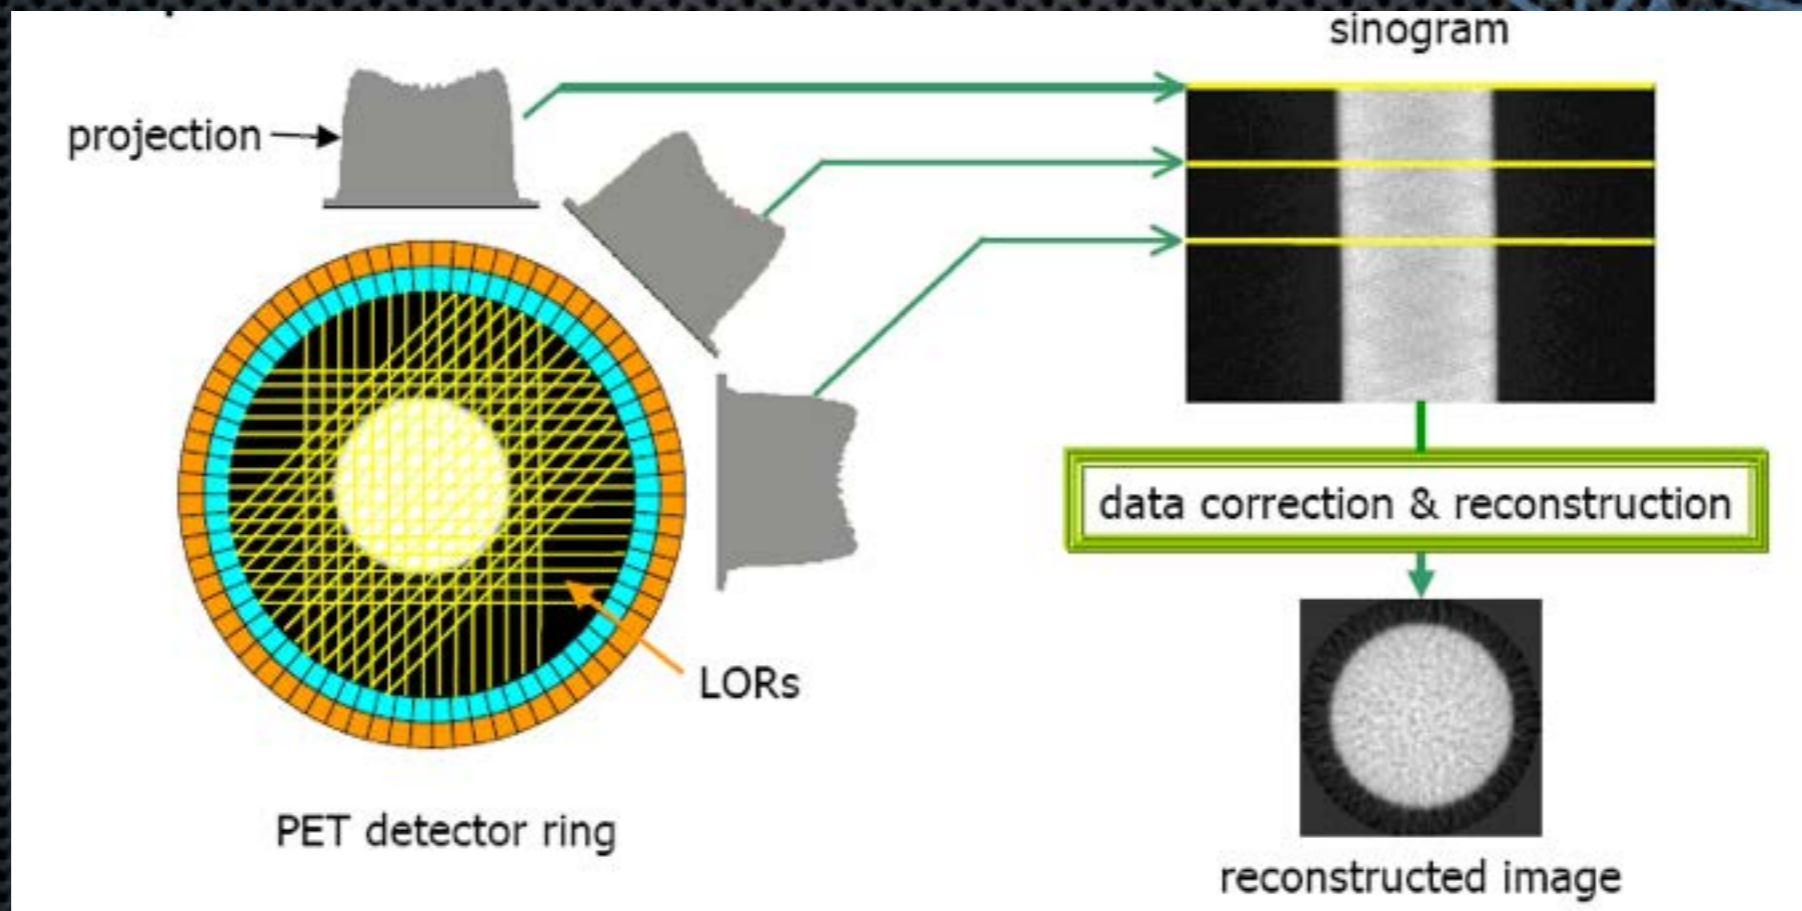 sinogram
projection
data correction & reconstruction
LORs
PET detector ring
reconstructed image